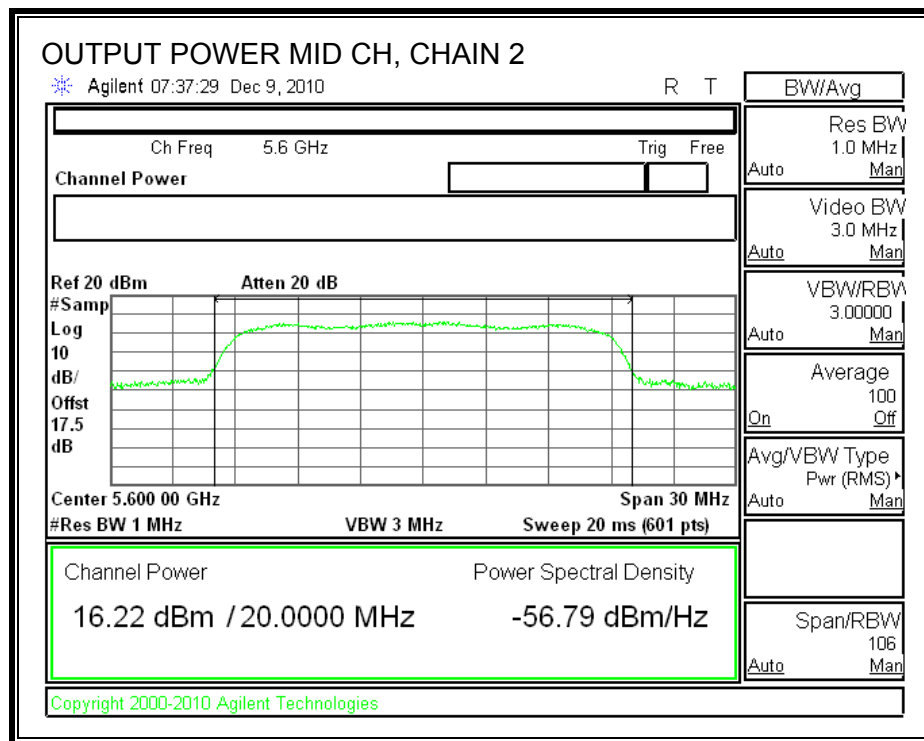 OUTPUT POWER MID CH, CHAIN 2
Agilent 07:37:29 Dec 9, 2010 R T
BW/Avg
Res BW
1.0 MHz
Auto Man
Ch Freq 5.6 GHz Trig Free
Channel Power
Video BW
3.0 MHz
Auto Man
VBW/RBW
3.00000
Auto Man
Average
100
On Off
Avg/VBW Type
Pwr (RMS)
Auto Man
Span/RBW
106
Auto Man
Ref 20 dBm Atten 20 dB
#Samp
Log
10
dB/
Offst
17.5
dB
Center 5.600 00 GHz Span 30 MHz
#Res BW 1 MHz VBW 3 MHz Sweep 20 ms (601 pts)
Channel Power Power Spectral Density
16.22 dBm / 20.0000 MHz -56.79 dBm/Hz
Copyright 2000-2010 Agilent Technologies